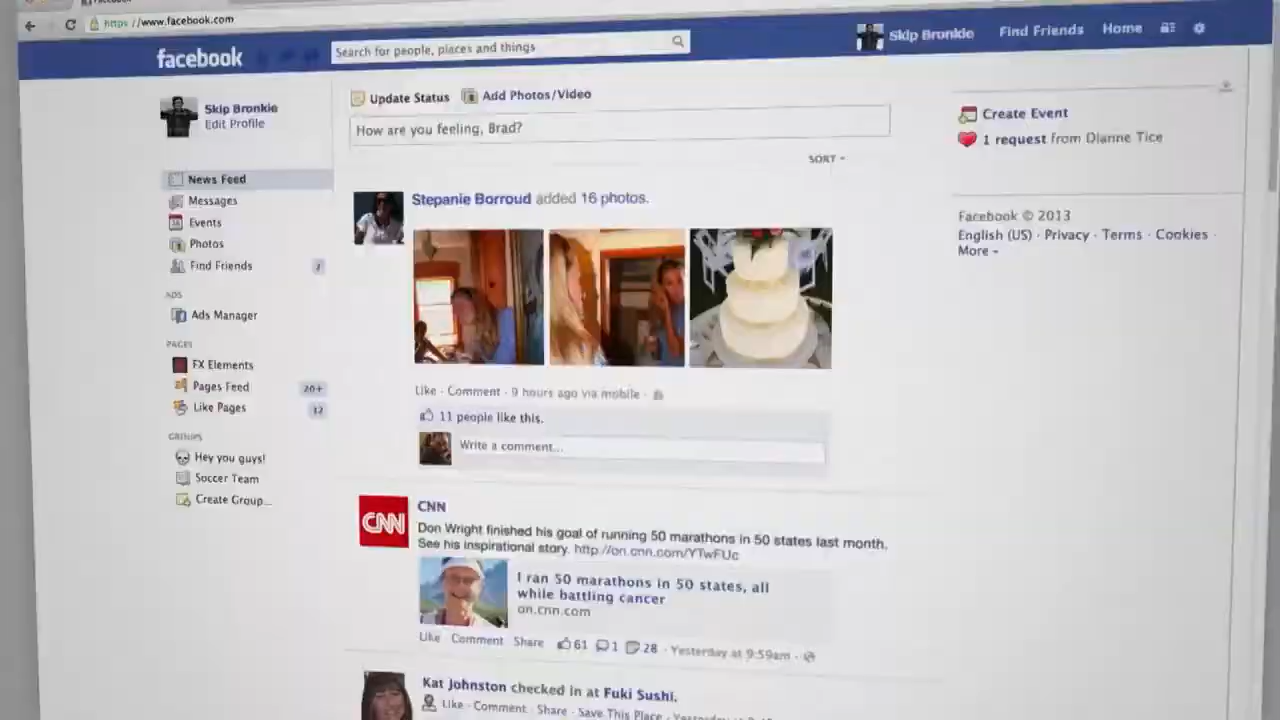 https://www.facebook.com
facebook
Search for people, places and things
Skip Bronkie
Find Friends
Home
Skip Bronkie
Edit Profile
News Feed
Messages
Events
Photos
Find Friends
ADS
Ads Manager
PAGES
FX Elements
Pages Feed 20+
Like Pages 12
GROUPS
Hey you guys!
Soccer Team
Create Group...
Update Status Add Photos/Video
How are you feeling, Brad?
SORT
Stepanie Borroud added 16 photos.
Like · Comment · 9 hours ago via mobile ·
11 people like this.
Write a comment...
CNN
CNN
Don Wright finished his goal of running 50 marathons in 50 states last month.
See his inspirational story. http://on.cnn.com/YTwFUc
I ran 50 marathons in 50 states, all
while battling cancer
on.cnn.com
Like Comment Share 61 1 28 · Yesterday at 9:59am ·
Kat Johnston checked in at Fuki Sushi.
Like · Comment · Share · Save This Place ·
Create Event
1 request from Dianne Tice
Facebook © 2013
English (US) · Privacy · Terms · Cookies ·
More